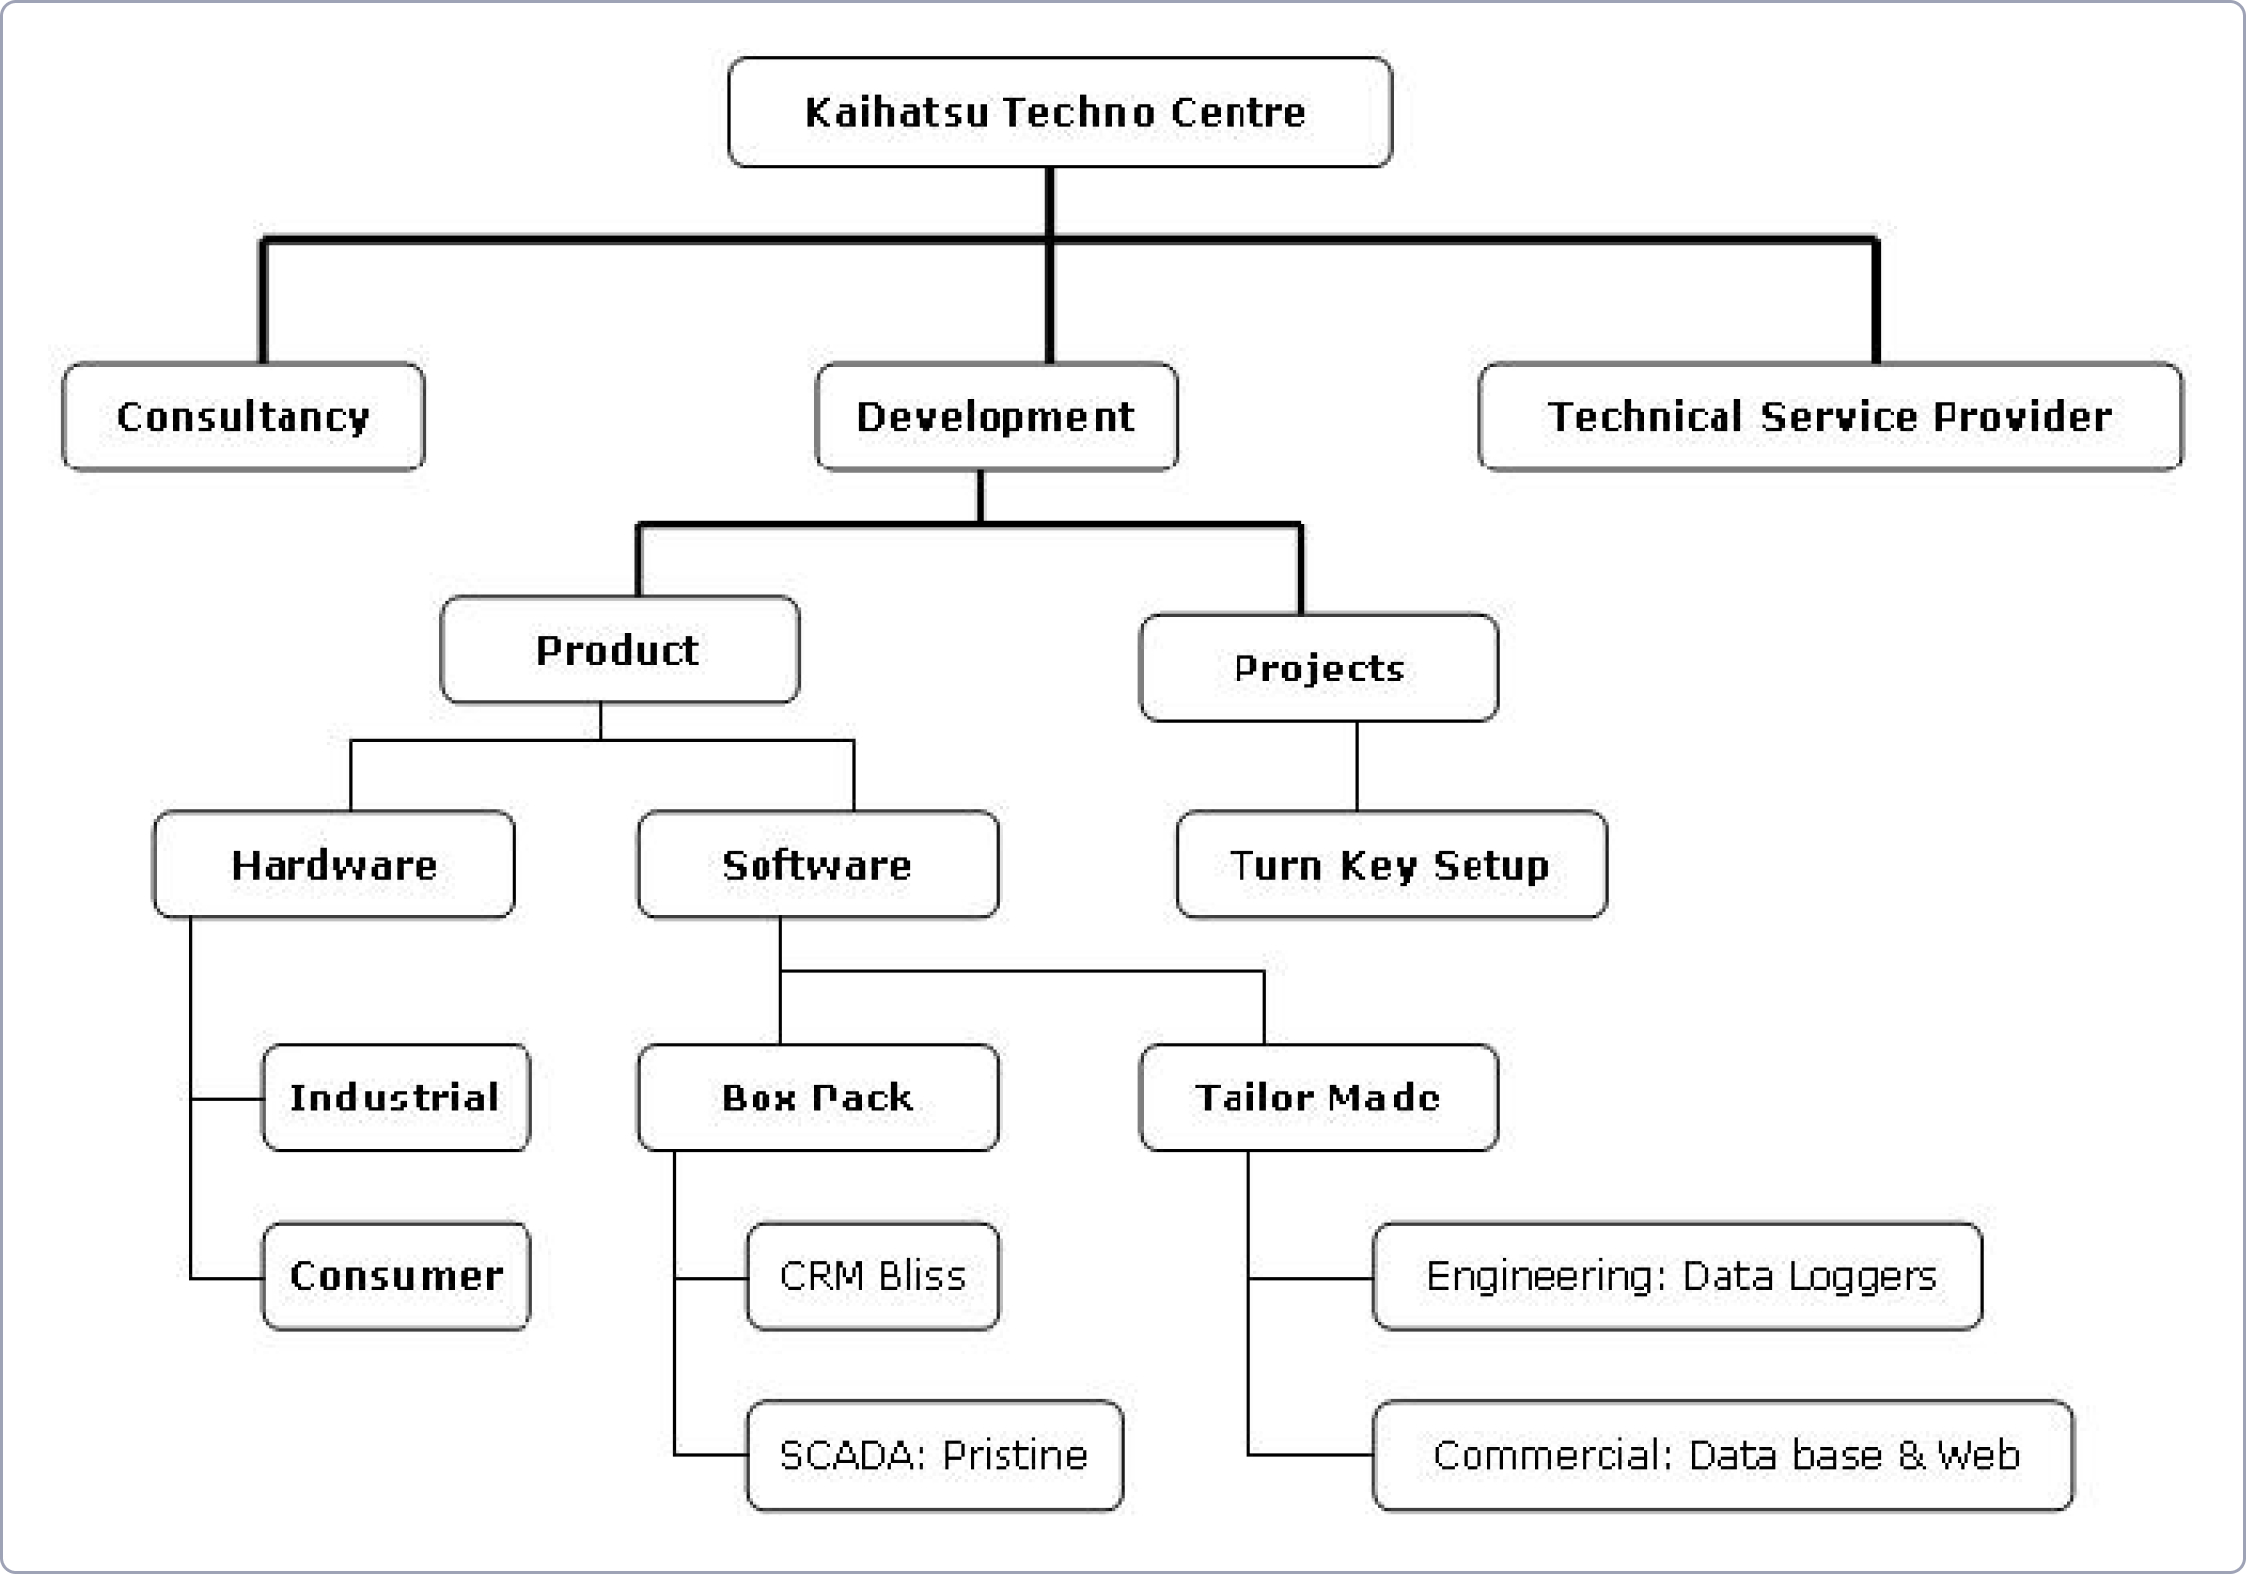 Kaihatsu Techno Centre
Consultancy
Development
Technical Service Provider
Product
Projects
Hardware
Software
Turn Key Setup
Industrial
Box Pack
Tailor Made
Consumer
CRM Bliss
Engineering: Data Loggers
SCADA: Pristine
Commercial: Data base & Web